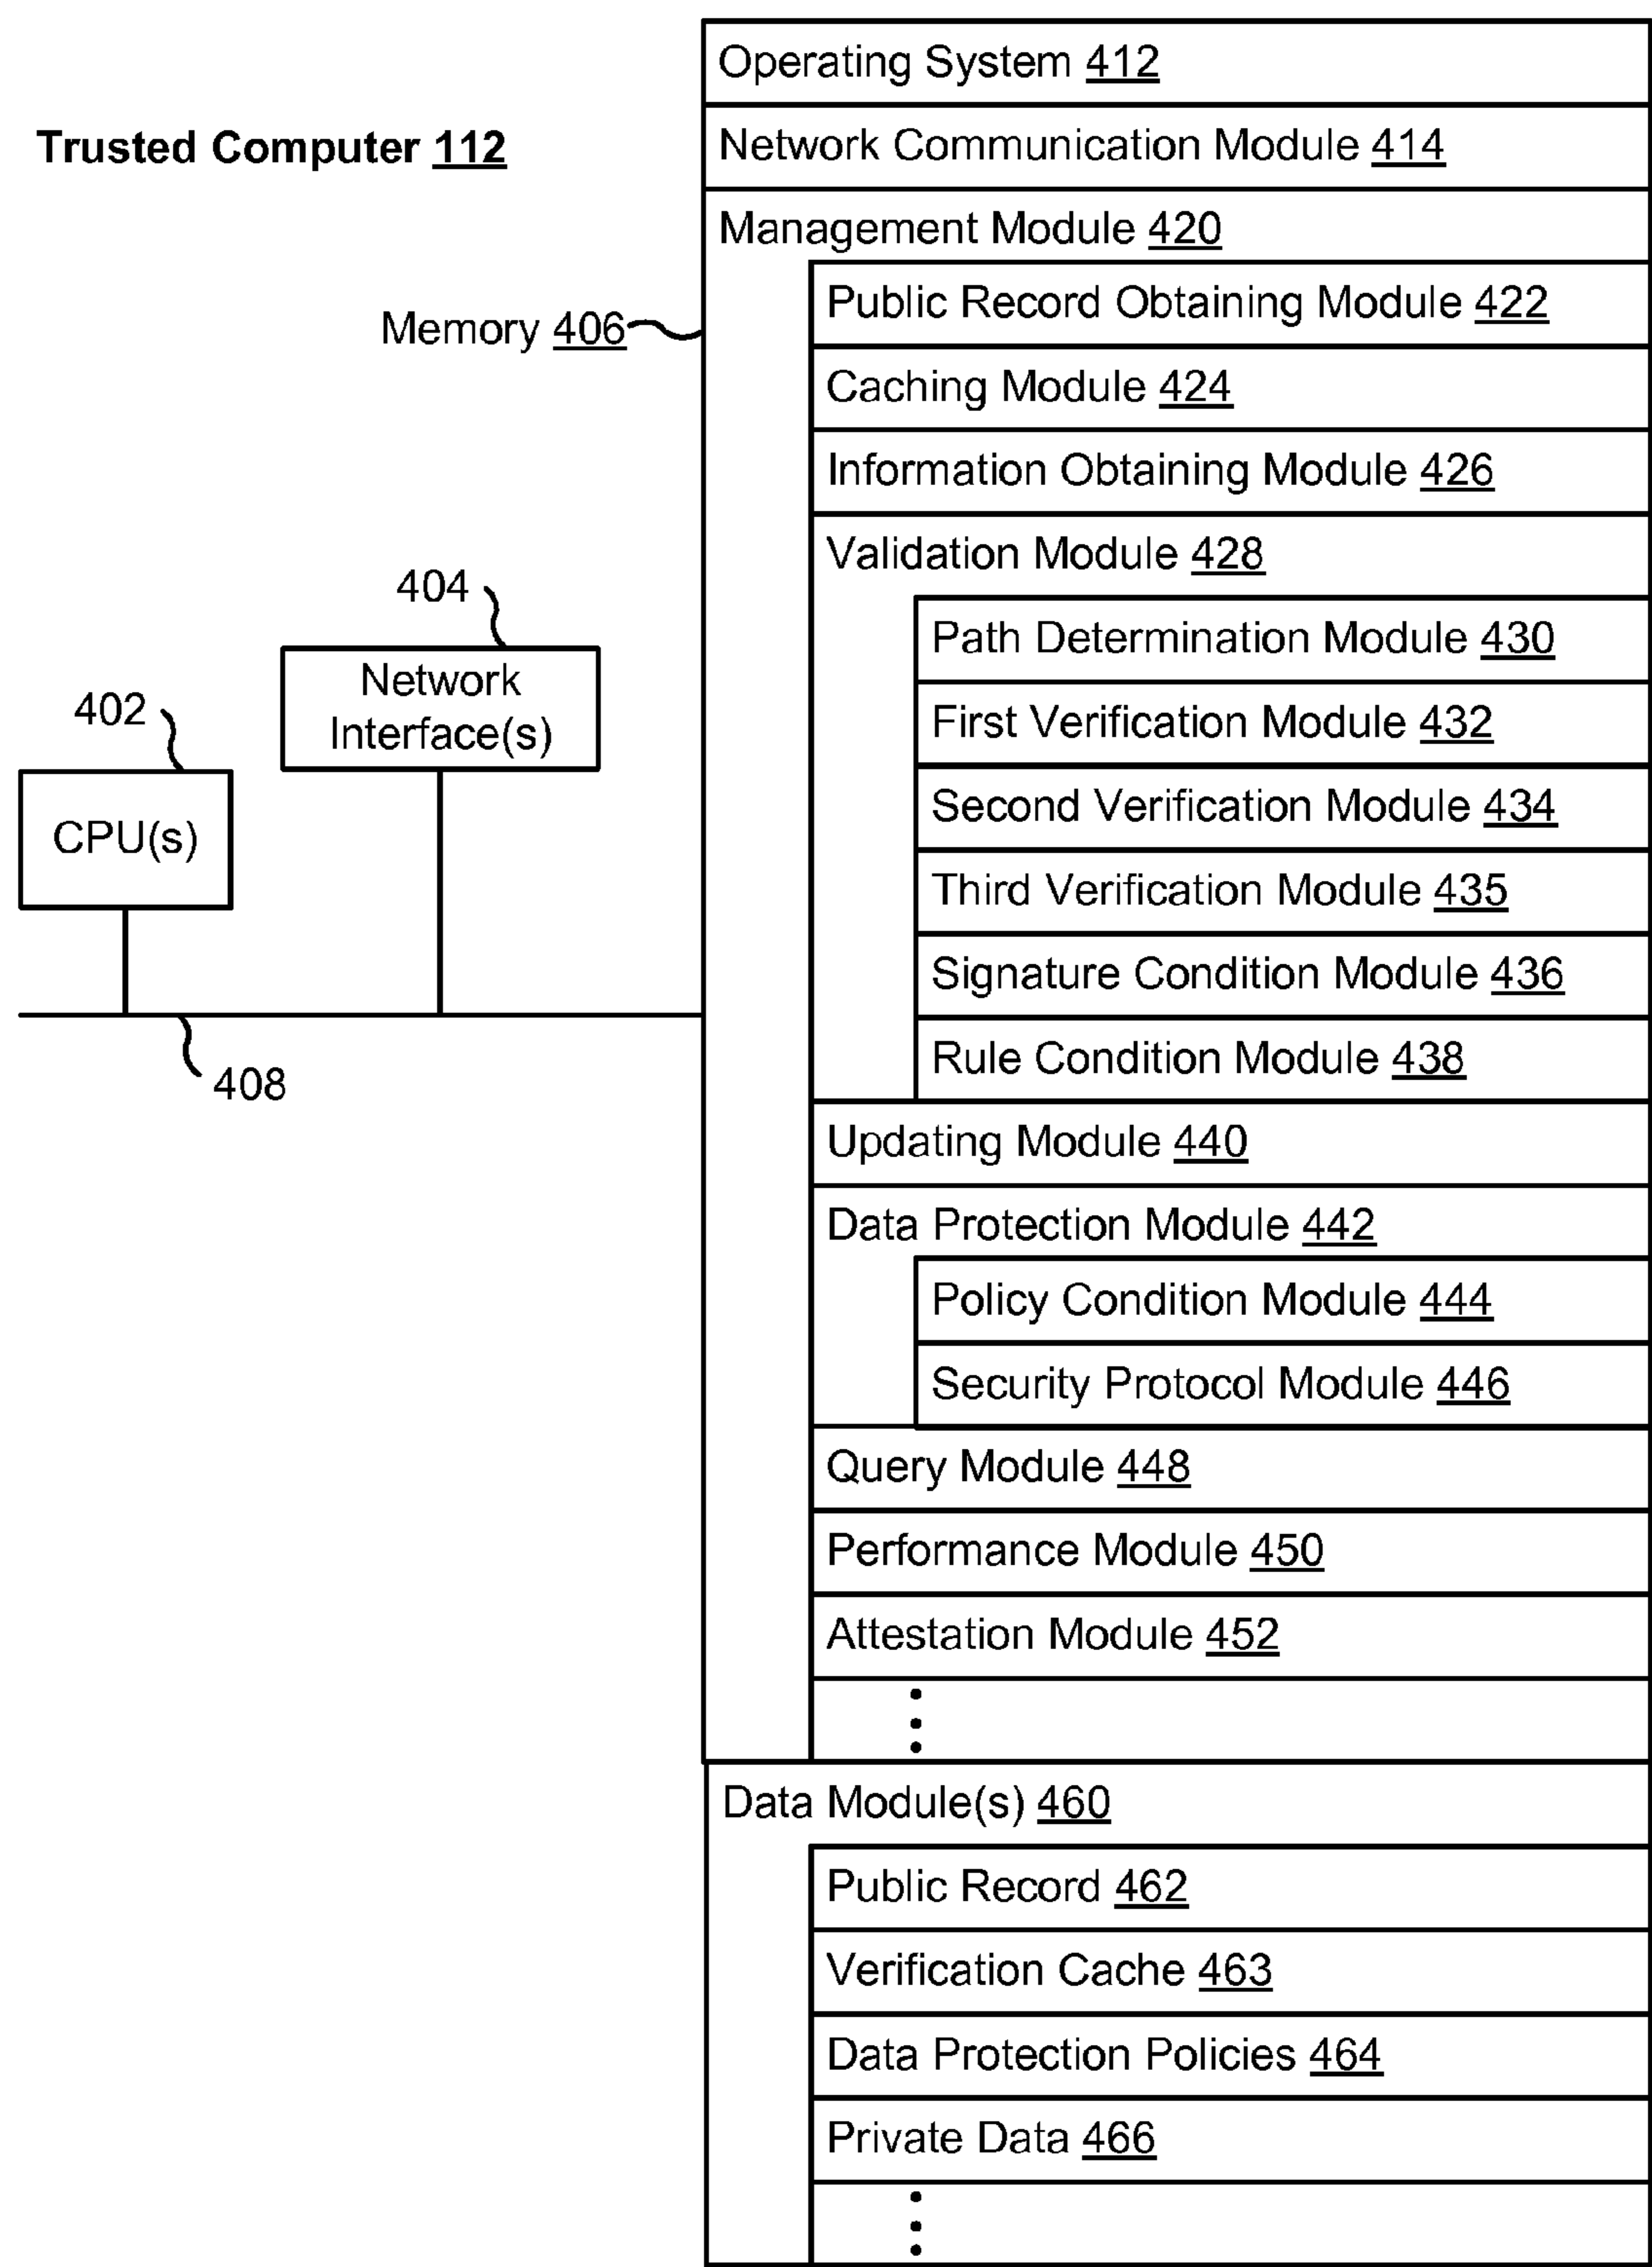 Trusted Computer 112
Memory 406
404
Network
Interface(s)
402
CPU(s)
408
Operating System 412
Network Communication Module 414
Management Module 420
Public Record Obtaining Module 422
Caching Module 424
Information Obtaining Module 426
Validation Module 428
Path Determination Module 430
First Verification Module 432
Second Verification Module 434
Third Verification Module 435
Signature Condition Module 436
Rule Condition Module 438
Updating Module 440
Data Protection Module 442
Policy Condition Module 444
Security Protocol Module 446
Query Module 448
Performance Module 450
Attestation Module 452
Data Module(s) 460
Public Record 462
Verification Cache 463
Data Protection Policies 464
Private Data 466